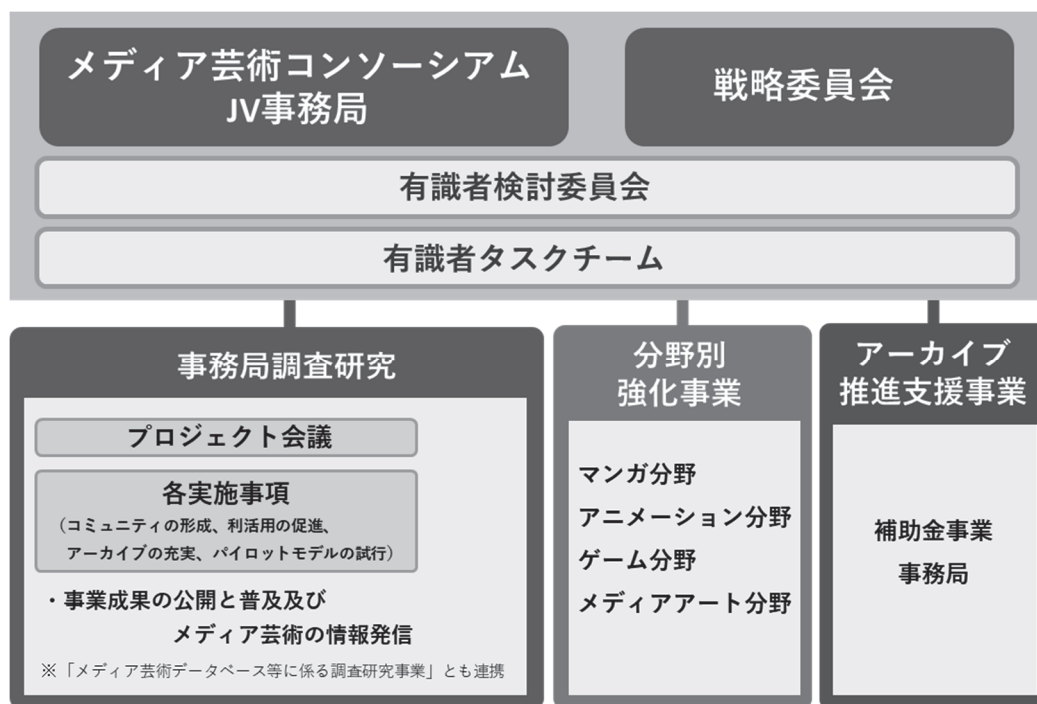 メディア芸術コンソーシアム
JV事務局
戦略委員会
有識者検討委員会
有識者タスクチーム
事務局調査研究
プロジェクト会議
各実施事項
（コミュニティの形成、利活用の促進、
アーカイブの充実、パイロットモデルの試行）
・事業成果の公開と普及及び
メディア芸術の情報発信
※「メディア芸術データベース等に係る調査研究事業」とも連携
分野別
強化事業
マンガ分野
アニメーション分野
ゲーム分野
メディアアート分野
アーカイブ
推進支援事業
補助金事業
事務局